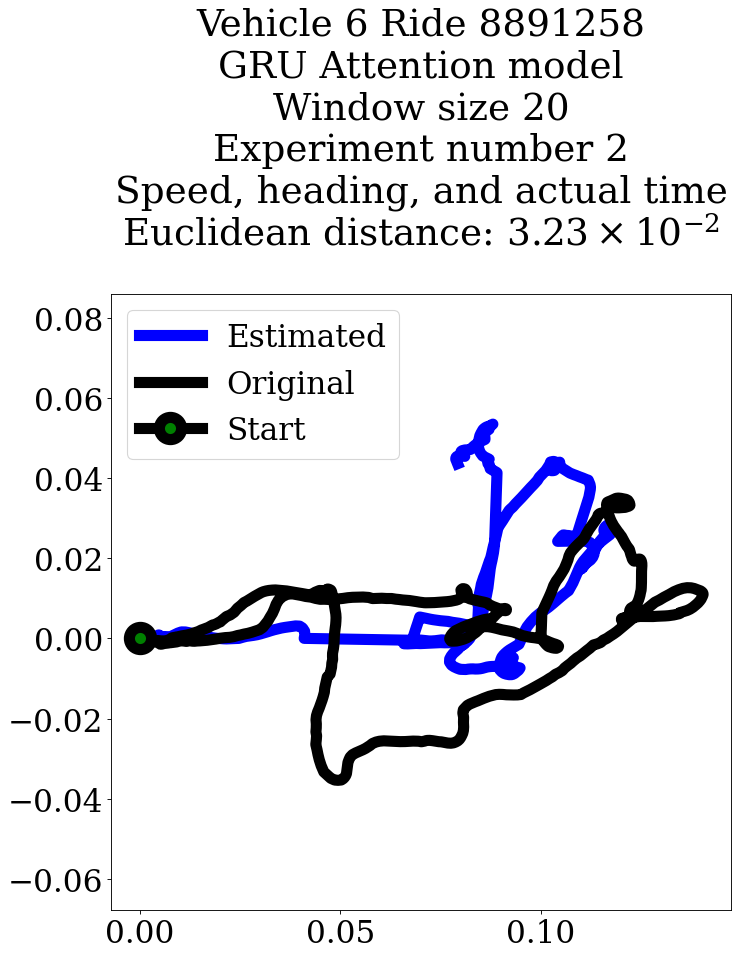 Vehicle 6 Ride 8891258
GRU Attention model
Window size 20
Experiment number 2
Speed, heading, and actual time
Euclidean distance: 3.23 × 10⁻²
Estimated
Original
Start
0.08
0.06
0.04
0.02
0.00
−0.02
−0.04
−0.06
0.00 0.05 0.10